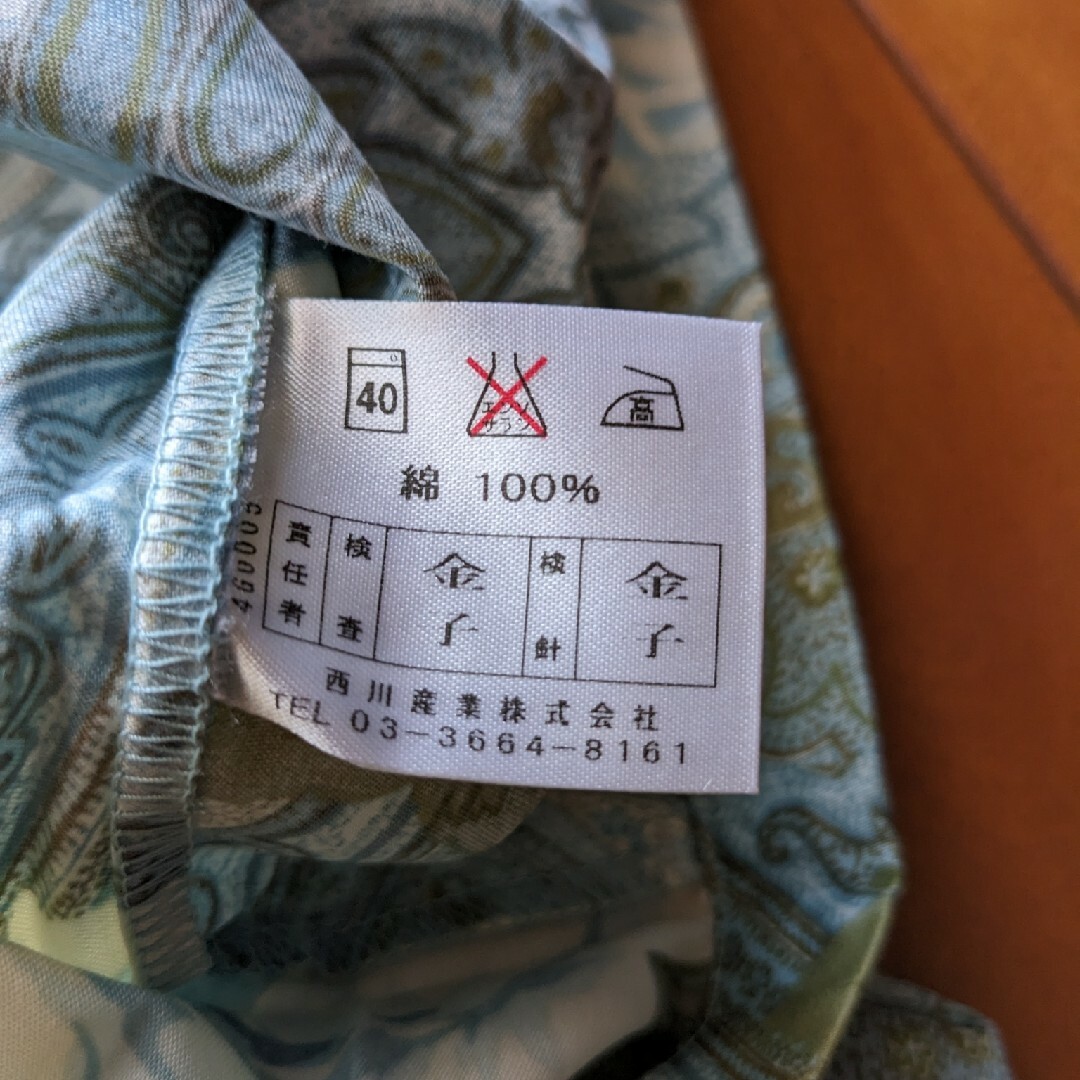 40
エンソ
サラシ
高
綿 100%
責任者
検査
金子
検針
金子
西川産業株式会社
TEL 03-3664-8161
4G0005